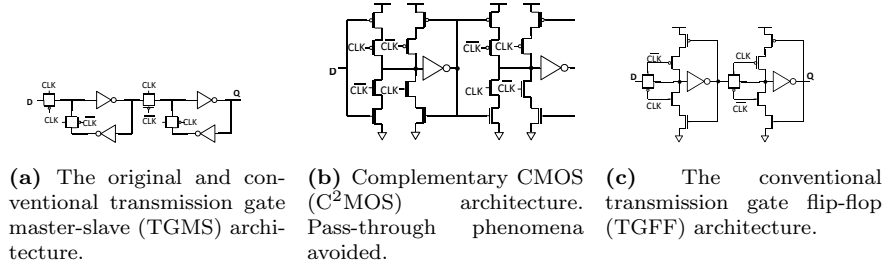 CLK
CLK
D
Q
CLK
CLK
CLK
CLK
CLK
CLK
CLK
CLK
D
CLK
CLK
CLK
CLK
CLK
CLK
D
Q
CLK
CLK
(a) The original and con-
ventional transmission gate
master-slave (TGMS) archi-
tecture.
(b) Complementary CMOS
(C²MOS) architecture.
Pass-through phenomena
avoided.
(c) The conventional
transmission gate flip-flop
(TGFF) architecture.